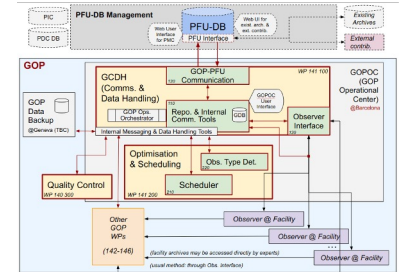 PIC
PDC DB
PFU-DB Management
Web User
interface
for PMC
PFU-DB
PFU Interface
Web UI for
exist. arch. &
ext. contrib.
Existing
Archives
External
contrib.
GOP
GCDH
(Comms. &
Data Handling)
GOP-PFU
Communication
WP 141 100
GOPOC
(GOP
Operational
Center)
@Barcelona
GOP
Data
Backup
@Geneva (TBC)
GOP Ops.
Orchestrator
Repo. & Internal
Comm. Tools
GDB
GOPOC
User
Interface
Observer
Interface
Internal Messaging & Data Handling Tools
Optimisation
& Scheduling
Obs. Type Det.
Scheduler
Quality Control
WP 140 300
WP 141 200
Other
GOP
WPs
(142-146)
Observer @ Facility
Observer @ Facility
...
Observer @ Facility
(facility archives may be accessed directly by experts)
(usual method: through Obs. Interface)